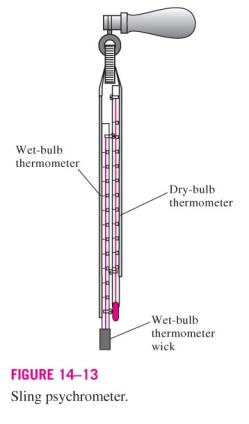 Wet-bulb
thermometer
Dry-bulb
thermometer
Wet-bulb
thermometer
wick
FIGURE 14–13
Sling psychrometer.